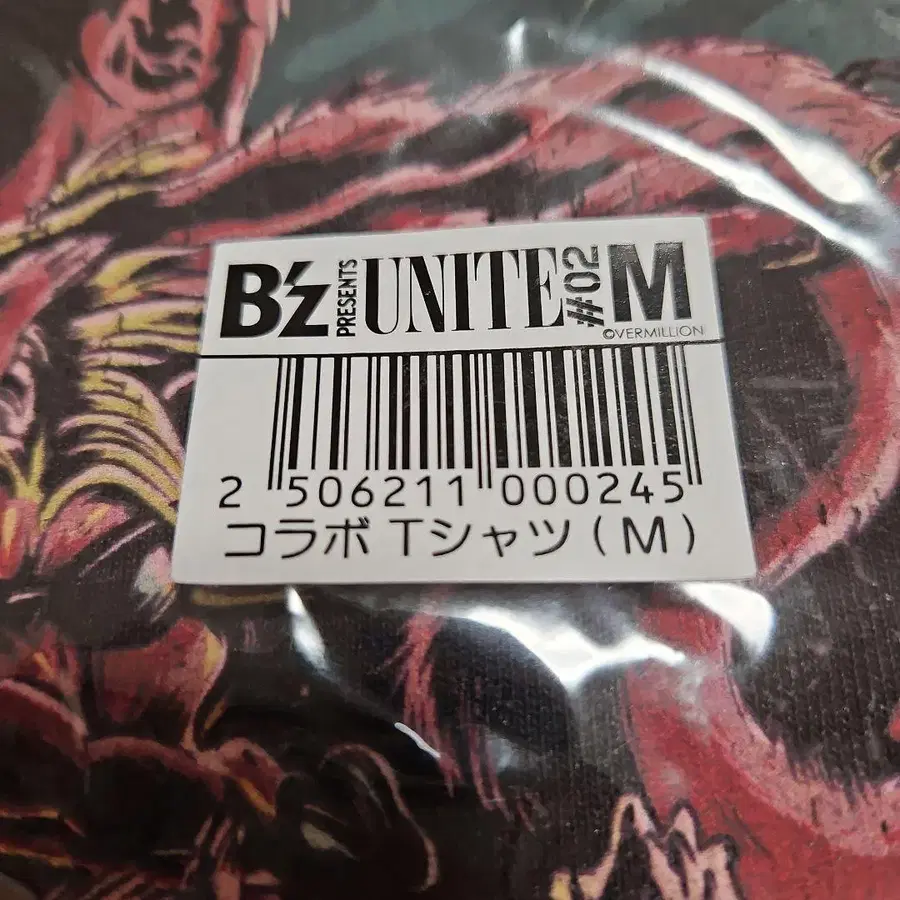 B'z PRESENTS UNITE #02 M
©VERMILLION
2 506211 000245
コラボTシャツ(M)